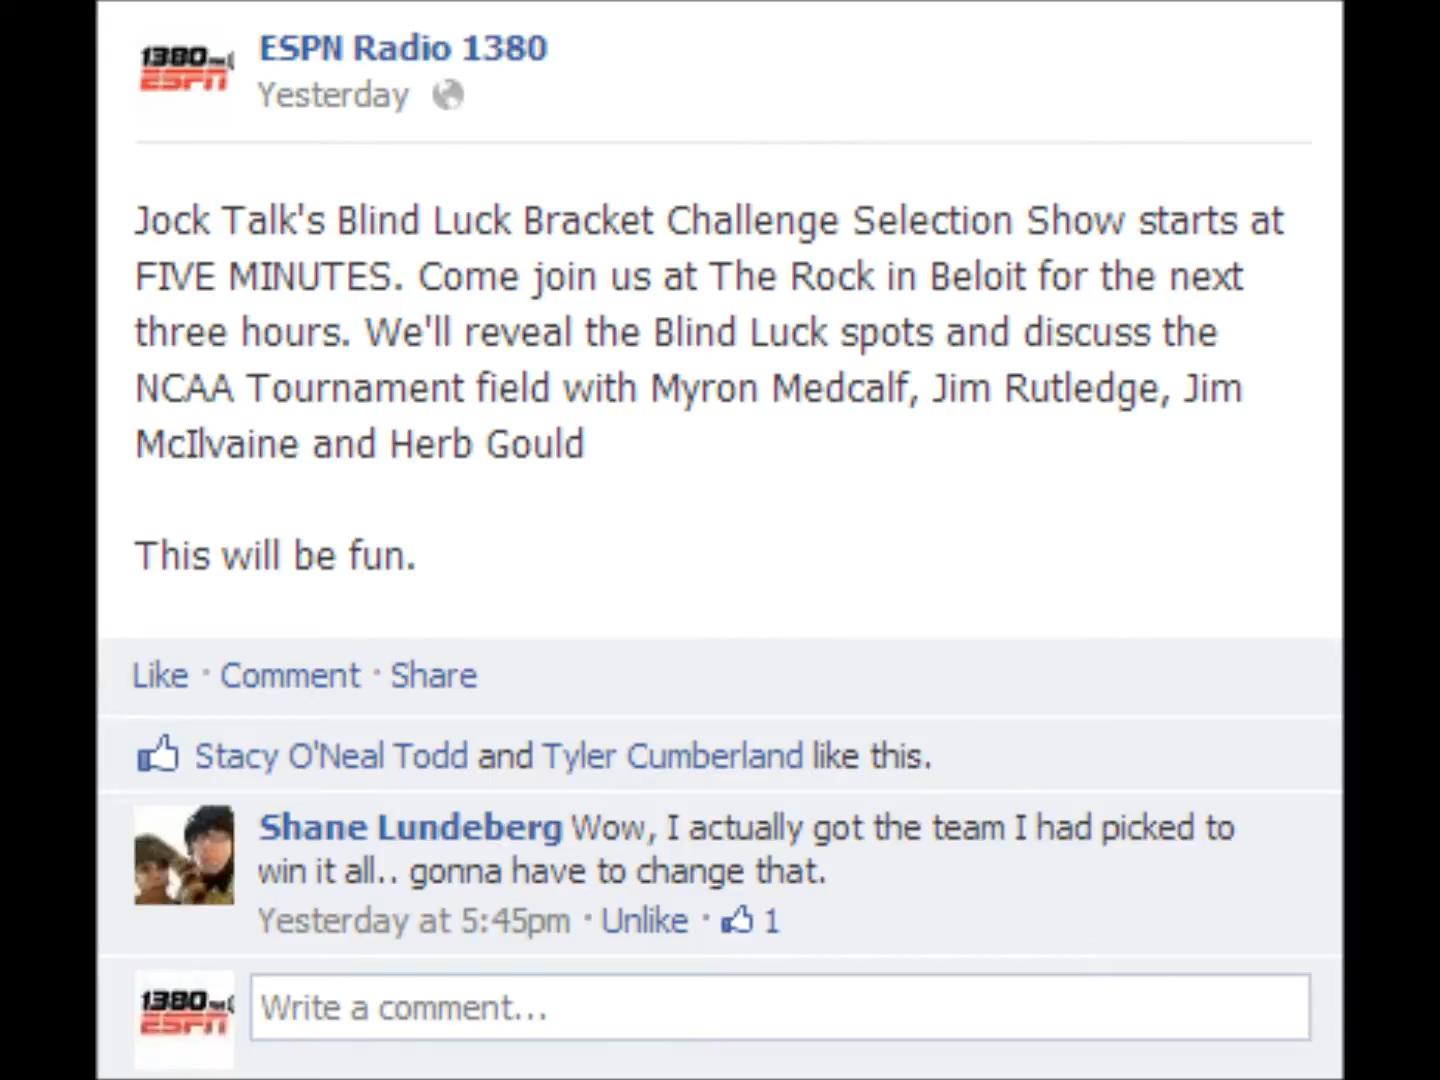 1380
ESPN
ESPN Radio 1380
Yesterday
Jock Talk's Blind Luck Bracket Challenge Selection Show starts at
FIVE MINUTES. Come join us at The Rock in Beloit for the next
three hours. We'll reveal the Blind Luck spots and discuss the
NCAA Tournament field with Myron Medcalf, Jim Rutledge, Jim
McIlvaine and Herb Gould
This will be fun.
Like · Comment · Share
Stacy O'Neal Todd and Tyler Cumberland like this.
Shane Lundeberg Wow, I actually got the team I had picked to
win it all.. gonna have to change that.
Yesterday at 5:45pm · Unlike · 1
1380
ESPN
Write a comment...